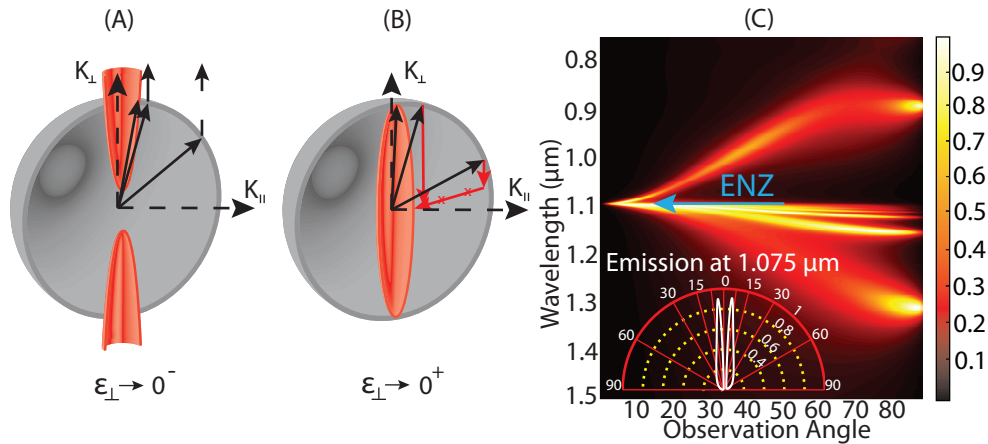 (A)
K⊥
K||
ε⊥→ 0⁻
(B)
K⊥
K||
x x
ε⊥→ 0⁺
(C)
Wavelength (μm)
0.8
0.9
1.0
1.1
1.2
1.3
1.4
1.5
ENZ
Emission at 1.075 μm
90 60 30 15 0 15 30 60 90
1
0.8
0.6
0.4
10 20 30 40 50 60 70 80
Observation Angle
0.9
0.8
0.7
0.6
0.5
0.4
0.3
0.2
0.1